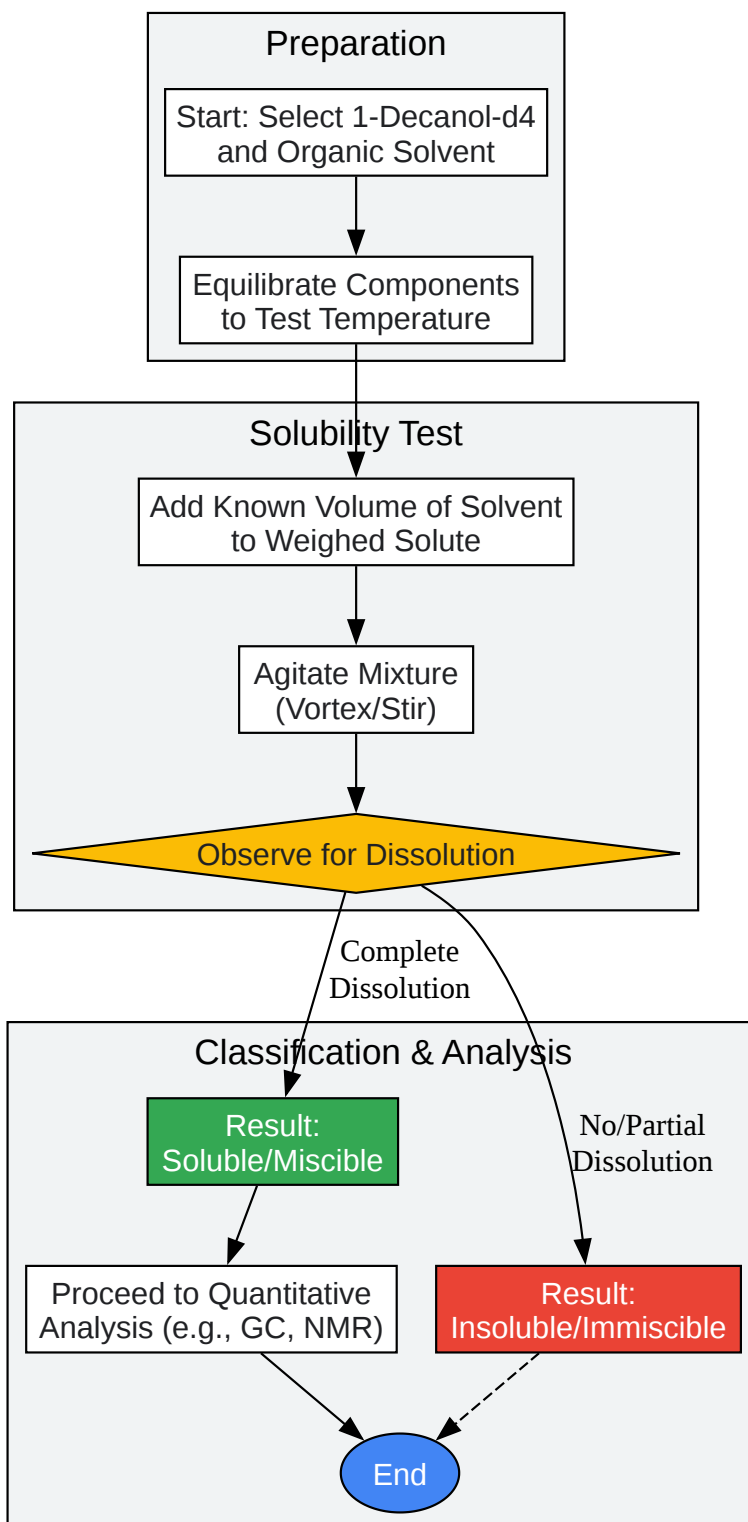 Preparation
Start: Select 1-Decanol-d4
and Organic Solvent
Equilibrate Components
to Test Temperature
Solubility Test
Add Known Volume of Solvent
to Weighed Solute
Agitate Mixture
(Vortex/Stir)
Observe for Dissolution
Complete
Dissolution
Classification & Analysis
Result:
Soluble/Miscible
No/Partial
Dissolution
Proceed to Quantitative
Analysis (e.g., GC, NMR)
Result:
Insoluble/Immiscible
End